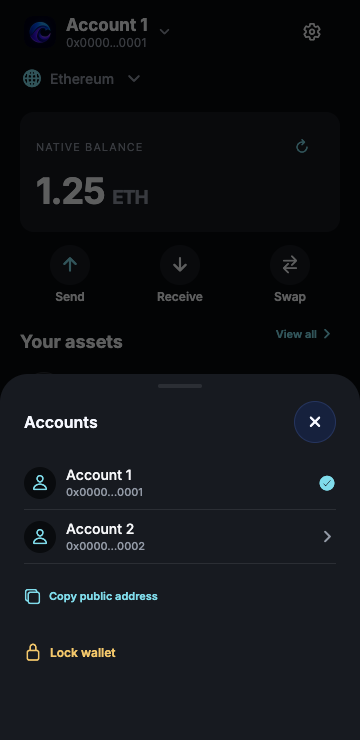 Account 1
0x0000...0001
Ethereum
NATIVE BALANCE
1.25 ETH
Send
Receive
Swap
Your assets
View all
Accounts
Account 1
0x0000...0001
Account 2
0x0000...0002
Copy public address
Lock wallet